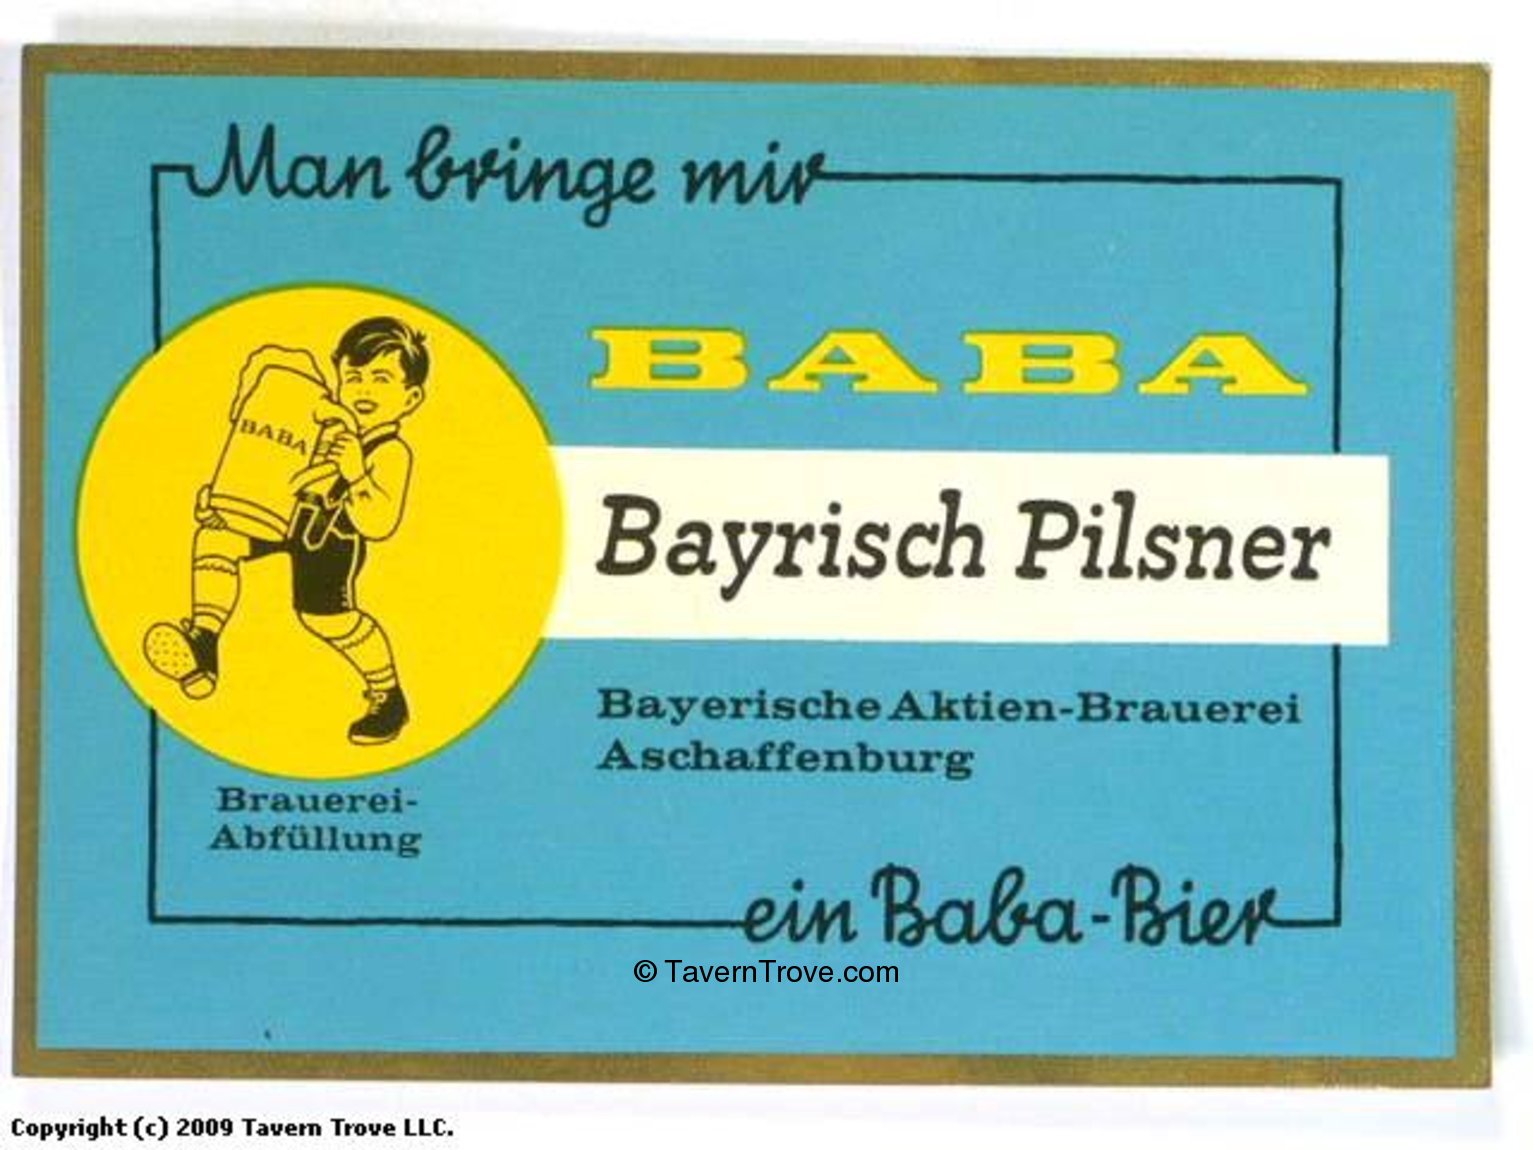 Man bringe mir
BABA
BABA
Bayrisch Pilsner
Bayerische Aktien-Brauerei
Aschaffenburg
Brauerei-
Abfüllung
ein Baba-Bier
© TavernTrove.com
Copyright (c) 2009 Tavern Trove LLC.